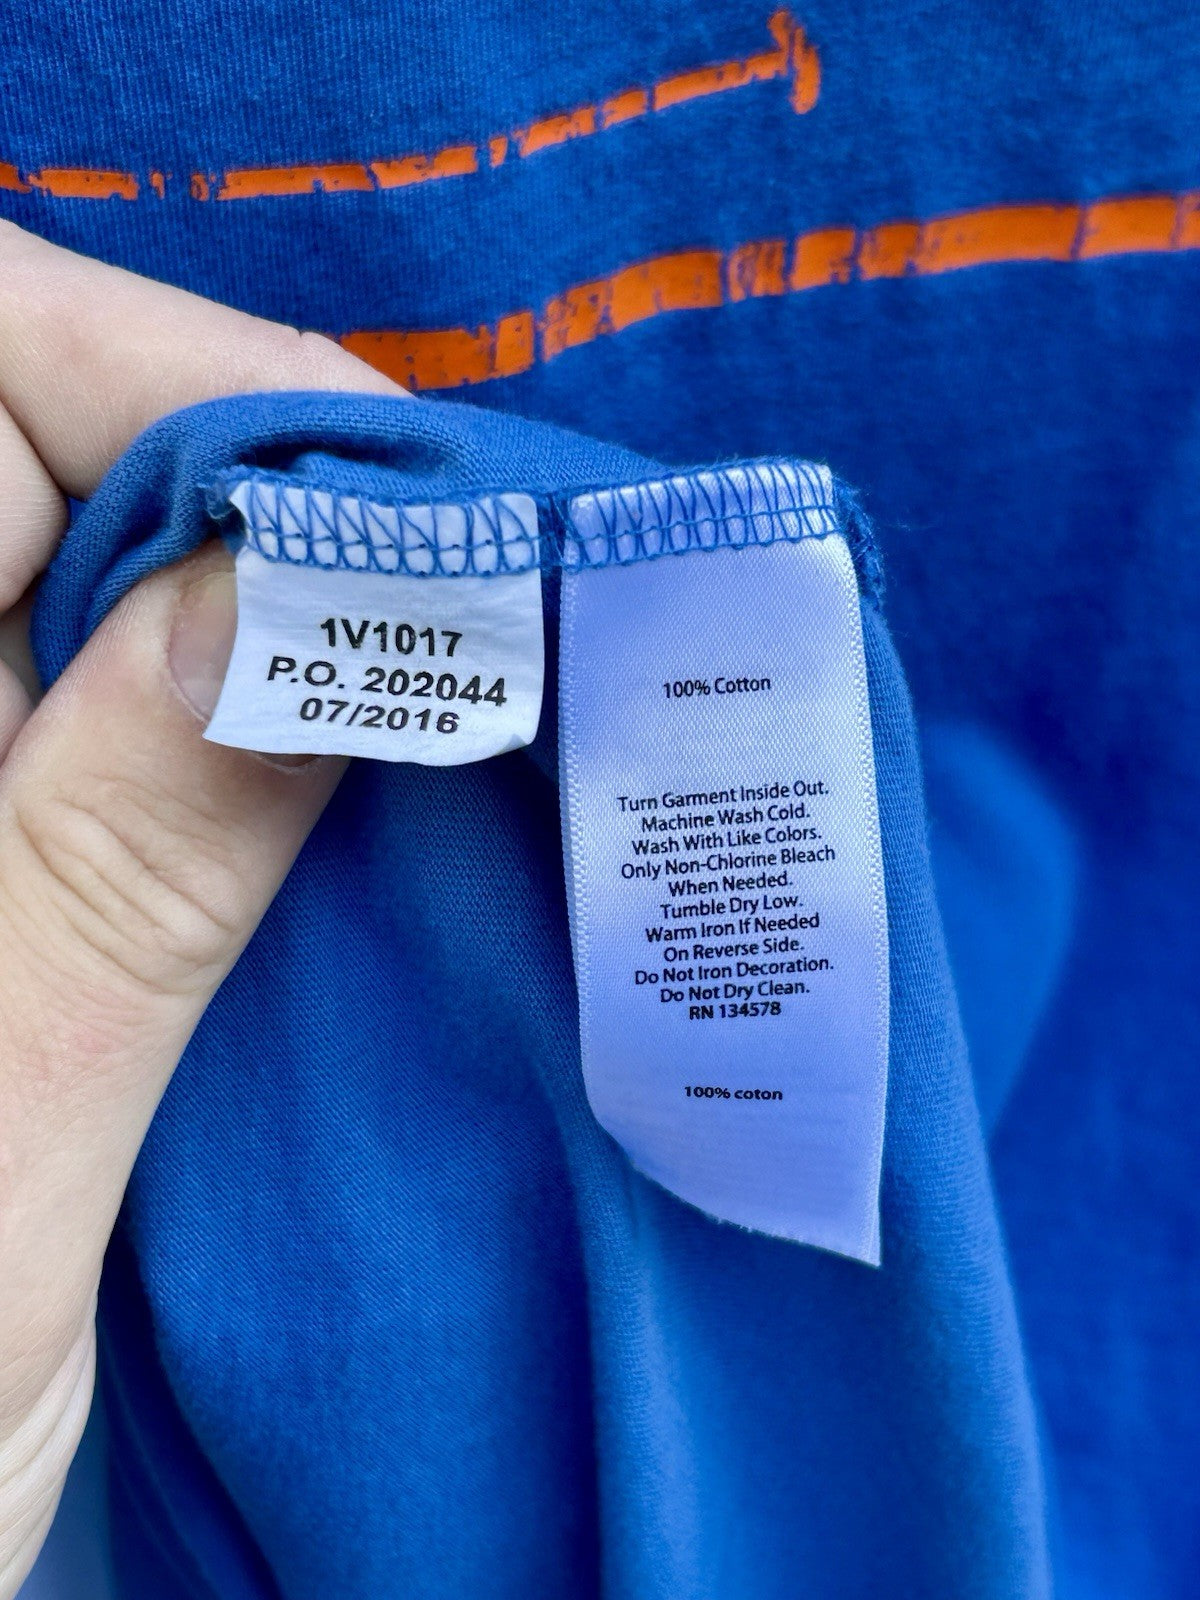 1V1017
P.O. 202044
07/2016
100% Cotton
Turn Garment Inside Out.
Machine Wash Cold.
Wash With Like Colors.
Only Non-Chlorine Bleach
When Needed.
Tumble Dry Low.
Warm Iron If Needed
On Reverse Side.
Do Not Iron Decoration.
Do Not Dry Clean.
RN 134578
100% coton